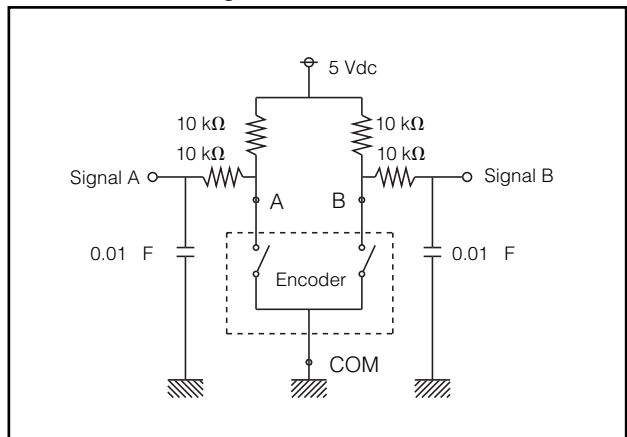 5 Vdc
10 kΩ 10 kΩ
10 kΩ 10 kΩ
Signal A Signal B
A B
0.01 F Encoder 0.01 F
COM